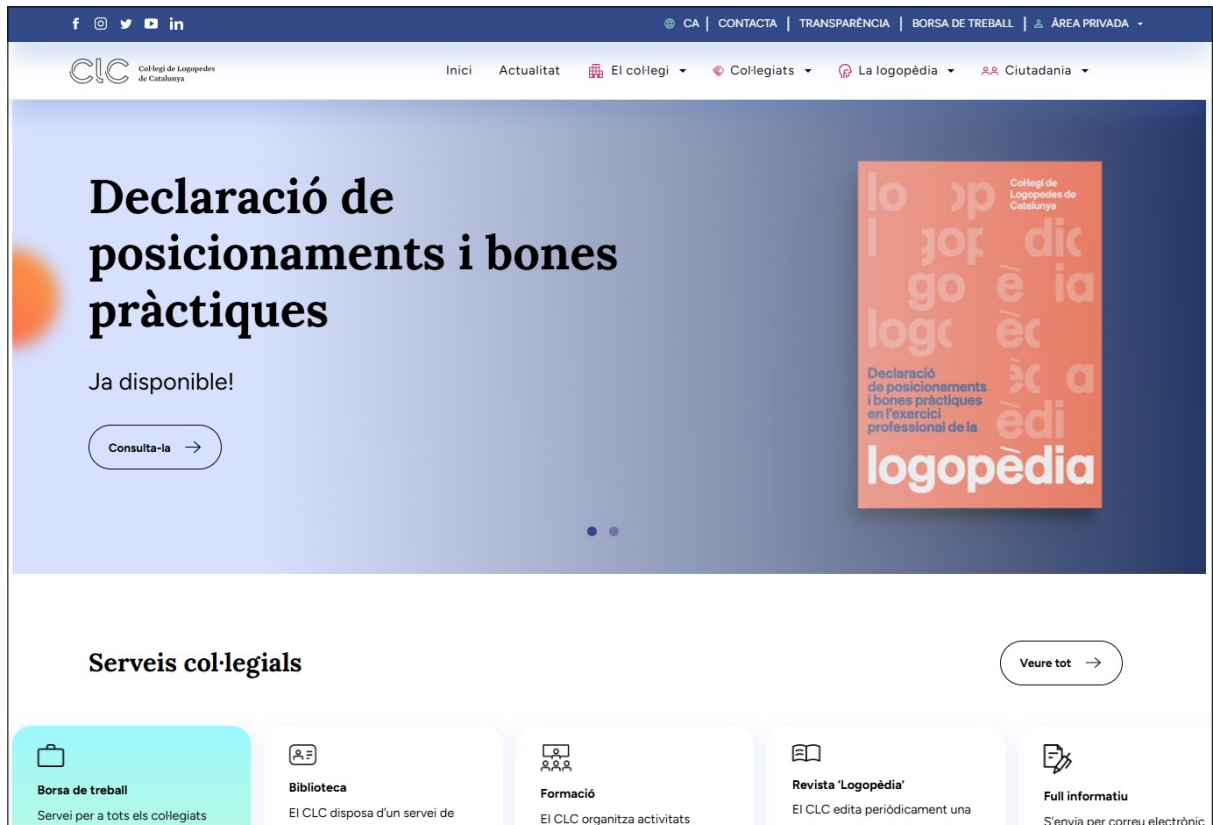 CA | CONTACTA | TRANSPARÈNCIA | BORSA DE TREBALL | ÀREA PRIVADA
CLC Col·legi de Logopedes
de Catalunya
Inici Actualitat El col·legi Col·legiats La logopèdia Ciutadania
Declaració de
posicionaments i bones
pràctiques
Ja disponible!
Consulta-la
Col·legi de
Logopedes de
Catalunya
Declaració
de posicionaments
i bones pràctiques
en l'exercici
professional de la
logopèdia
Serveis col·legials
Veure tot
Borsa de treball
Servei per a tots els col·legiats
Biblioteca
El CLC disposa d'un servei de
Formació
El CLC organitza activitats
Revista 'Logopèdia'
El CLC edita periòdicament una
Full informatiu
S'envia per correu electrònic